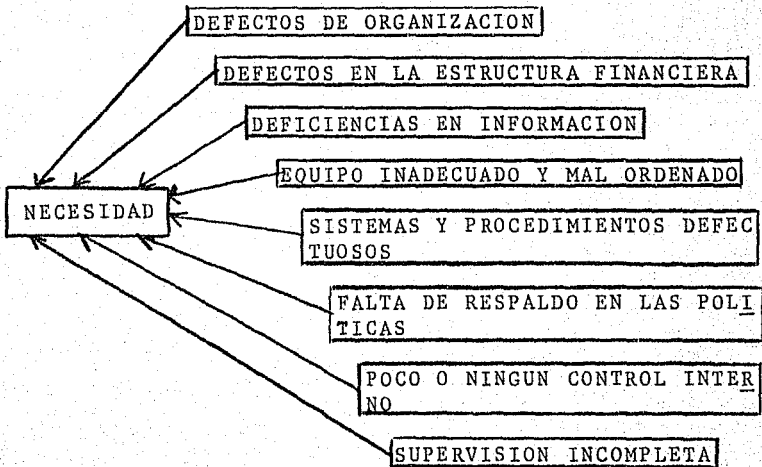 DEFECTOS DE ORGANIZACION
DEFECTOS EN LA ESTRUCTURA FINANCIERA
DEFICIENCIAS EN INFORMACION
EQUIPO INADECUADO Y MAL ORDENADO
NECESIDAD
SISTEMAS Y PROCEDIMIENTOS DEFEC
TUOSOS
FALTA DE RESPALDO EN LAS POLI
TICAS
POCO O NINGUN CONTROL INTER
NO
SUPERVISION INCOMPLETA